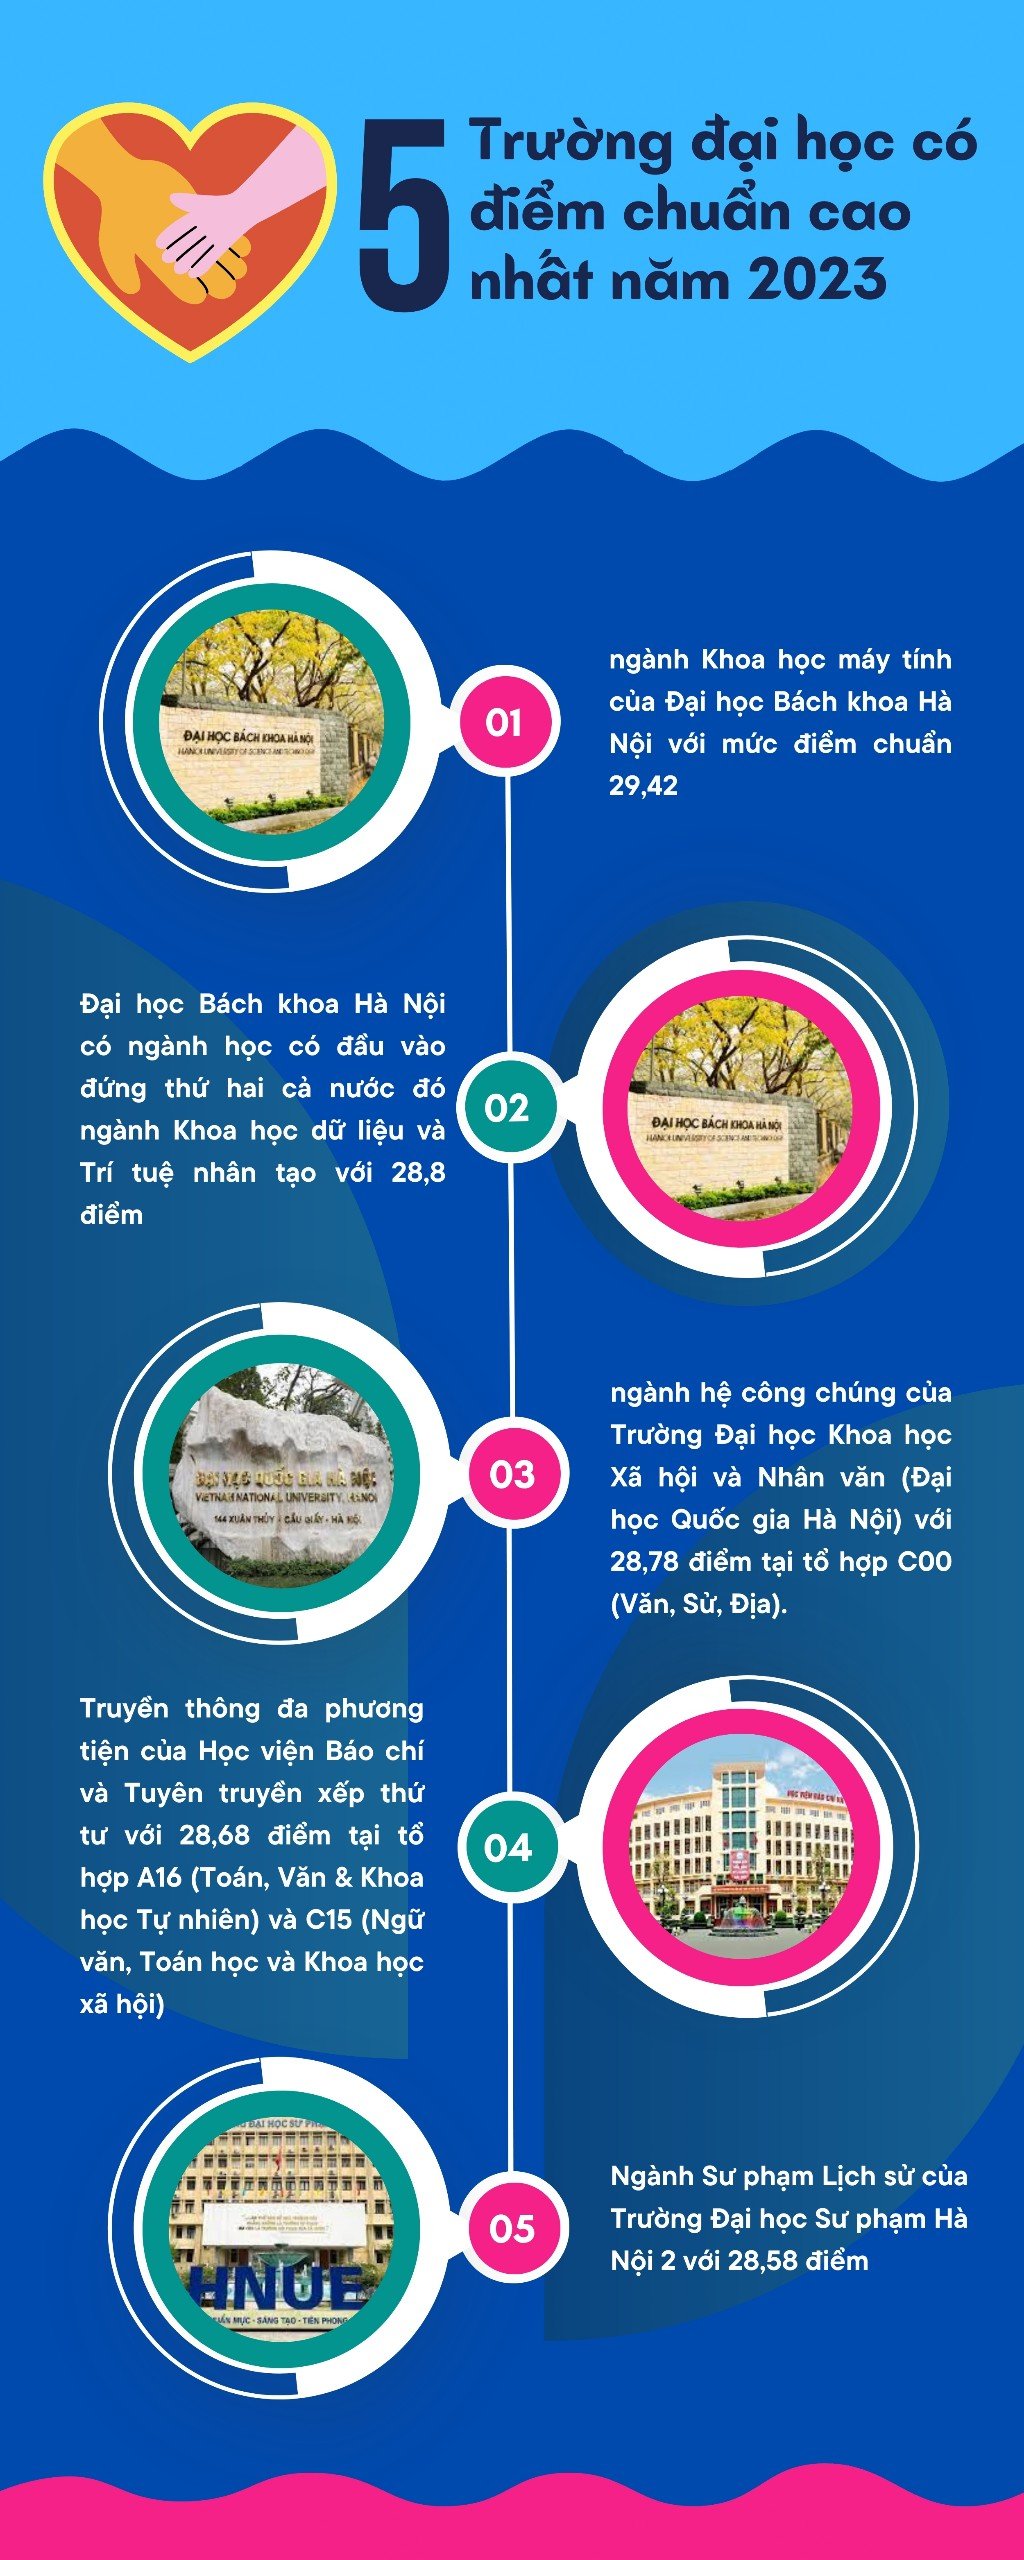 5
Trường đại học có
điểm chuẩn cao
nhất năm 2023
ĐẠI HỌC BÁCH KHOA HÀ NỘI
HANOI UNIVERSITY OF SCIENCE AND TECHNOLOGY
01
ngành Khoa học máy tính
của Đại học Bách khoa Hà
Nội với mức điểm chuẩn
29,42
Đại học Bách khoa Hà Nội
có ngành học có đầu vào
đứng thứ hai cả nước đó
ngành Khoa học dữ liệu và
Trí tuệ nhân tạo với 28,8
điểm
02
ĐẠI HỌC BÁCH KHOA HÀ NỘI
HANOI UNIVERSITY OF SCIENCE AND TECHNOLOGY
ĐẠI HỌC QUỐC GIA HÀ NỘI
VIETNAM NATIONAL UNIVERSITY, HANOI
144 XUÂN THỦY - CẦU GIẤY - HÀ NỘI
03
ngành hệ công chúng của
Trường Đại học Khoa học
Xã hội và Nhân văn (Đại
học Quốc gia Hà Nội) với
28,78 điểm tại tổ hợp C00
(Văn, Sử, Địa).
Truyền thông đa phương
tiện của Học viện Báo chí
và Tuyên truyền xếp thứ
tư với 28,68 điểm tại tổ
hợp A16 (Toán, Văn & Khoa
học Tự nhiên) và C15 (Ngữ
văn, Toán học và Khoa học
xã hội)
04
HỌC VIỆN BÁO CHÍ
ĐẠI HỌC SƯ PH
HNUE
UẨN MỰC - SÁNG TẠO - TIÊN PHONG
05
Ngành Sư phạm Lịch sử của
Trường Đại học Sư phạm Hà
Nội 2 với 28,58 điểm